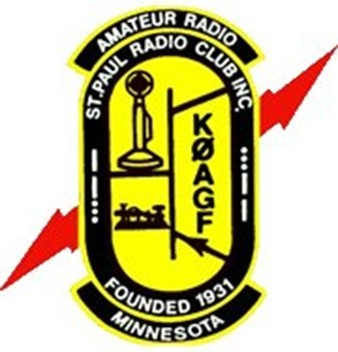 AMATEUR RADIO
ST. PAUL RADIO CLUB INC.
KØAGF
FOUNDED 1931
MINNESOTA